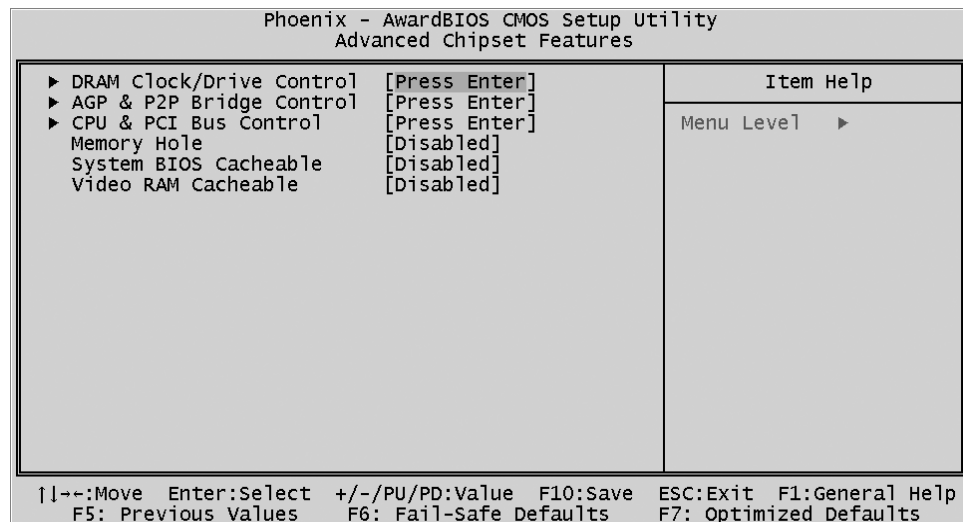 Phoenix - AwardBIOS CMOS Setup Utility
Advanced Chipset Features
▶ DRAM Clock/Drive Control [Press Enter]
▶ AGP & P2P Bridge Control [Press Enter]
▶ CPU & PCI Bus Control [Press Enter]
Memory Hole [Disabled]
System BIOS Cacheable [Disabled]
Video RAM Cacheable [Disabled]
Item Help
Menu Level ▶
↑↓→←:Move Enter:Select +/-/PU/PD:Value F10:Save ESC:Exit F1:General Help
F5: Previous Values F6: Fail-Safe Defaults F7: Optimized Defaults